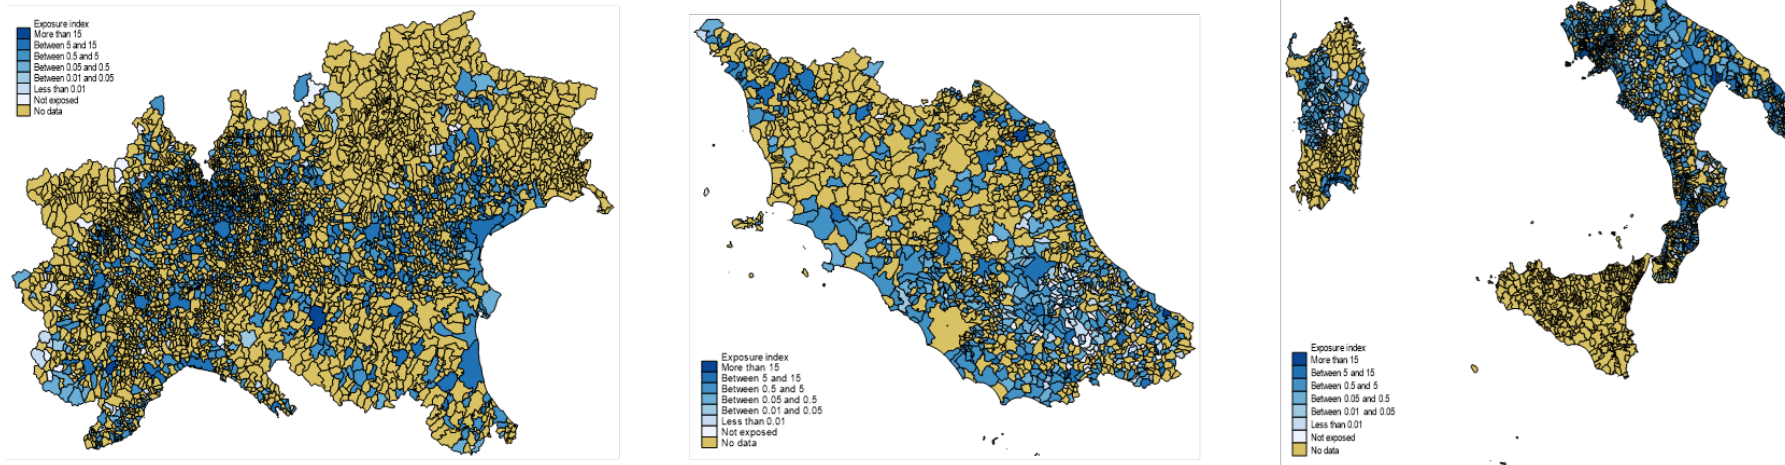 Exposure index
More than 15
Between 5 and 15
Between 0.5 and 5
Between 0.05 and 0.5
Between 0.01 and 0.05
Less than 0.01
Not exposed
No data
Exposure index
More than 15
Between 5 and 15
Between 0.5 and 5
Between 0.05 and 0.5
Between 0.01 and 0.05
Less than 0.01
Not exposed
No data
Exposure index
More than 15
Between 5 and 15
Between 0.5 and 5
Between 0.05 and 0.5
Between 0.01 and 0.05
Less than 0.01
Not exposed
No data